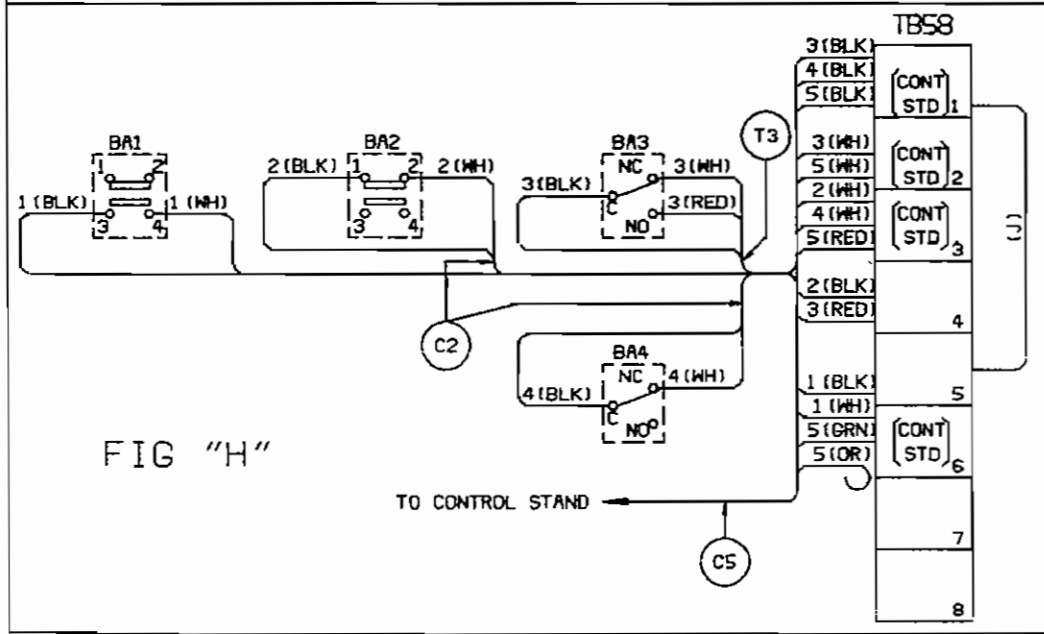 TB58
3(BLK)
4(BLK)
5(BLK)
[CONT STD] 1
3(WH)
5(WH)
[CONT STD] 2
2(WH)
4(WH)
5(RED)
[CONT STD] 3
2(BLK)
3(RED)
4
(J)
1(BLK)
5
1(WH)
5(GRN)
5(OR)
[CONT STD] 6
7
8
BA1
1 2
1(BLK)
3 4
1(WH)
BA2
2(BLK)
1 2
2(WH)
3 4
BA3
NC
3(WH)
3(BLK)
C
3(RED)
NO
T3
C2
BA4
NC
4(WH)
4(BLK)
C
NO
FIG "H"
TO CONTROL STAND
C5